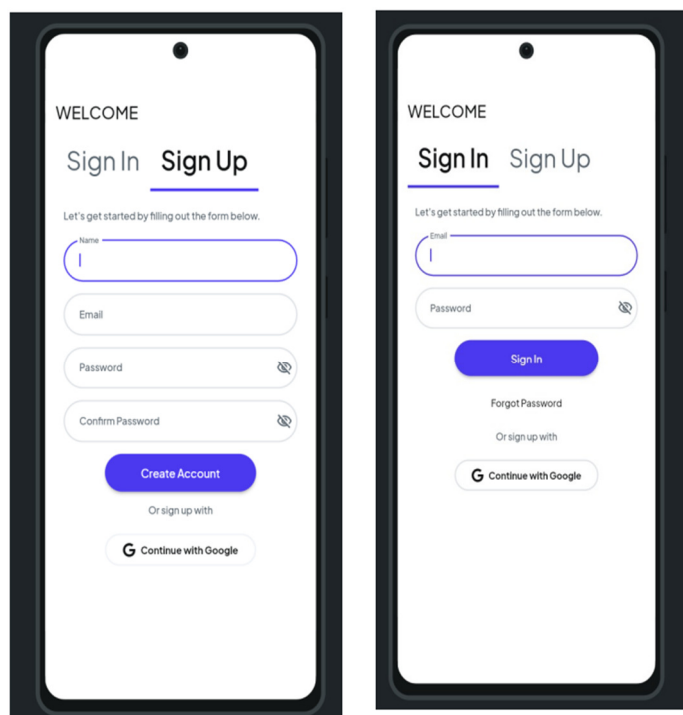 WELCOME
Sign In Sign Up
Let's get started by filling out the form below.
Name
Email
Password
Confirm Password
Create Account
Or sign up with
G Continue with Google
WELCOME
Sign In Sign Up
Let's get started by filling out the form below.
Email
Password
Sign In
Forgot Password
Or sign up with
G Continue with Google